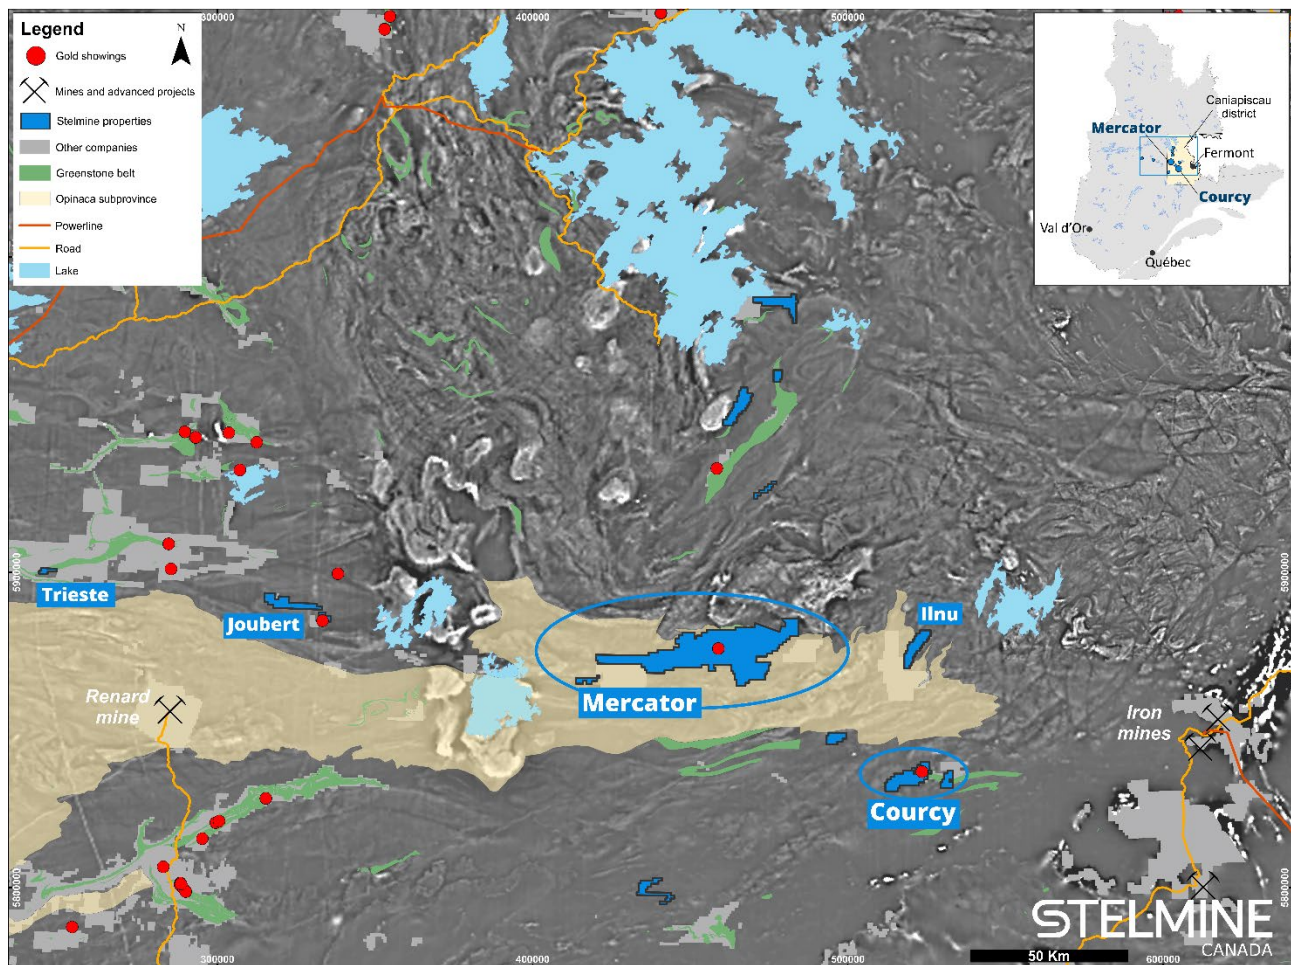 300000
400000
500000
Legend
N
Gold showings
Mines and advanced projects
Stelmine properties
Other companies
Greenstone belt
Opinaca subprovince
Powerline
Road
Lake
Caniapiscau
district
Mercator
Fermont
Courcy
Val d'Or
Québec
5900000
5900000
Trieste
Joubert
Ilnu
Mercator
Renard
mine
Iron
mines
Courcy
5800000
5800000
STELMINE
CANADA
50 Km
300000
400000
500000
600000